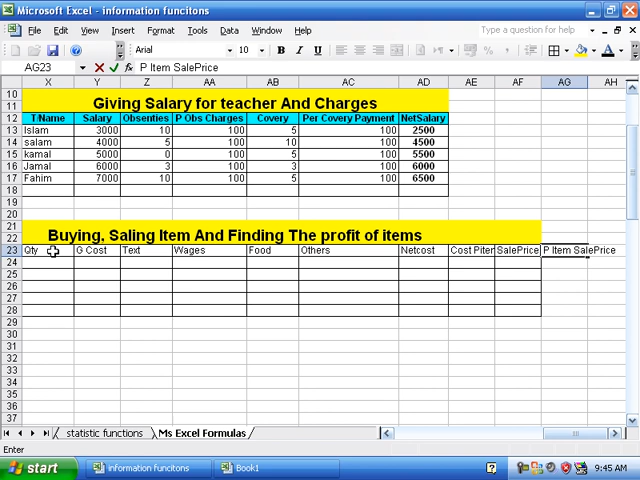 Microsoft Excel - information funcitons
File Edit View Insert Format Tools Data Window Help Type a question for help
Arial 10 B I U
AG23 P Item SalePrice
X Y Z AA AB AC AD AE AF AG AH
10
11 Giving Salary for teacher And Charges
12 T/Name Salary Obsenties P Obs Charges Covery Per Covery Payment NetSalary
13 Islam 3000 10 100 5 100 2500
14 salam 4000 5 100 10 100 4500
15 kamal 5000 0 100 5 100 5500
16 Jamal 6000 3 100 3 100 6000
17 Fahim 7000 10 100 5 100 6500
18
19
20
21
22 Buying. Saling Item And Finding The profit of items
23 Qty G Cost Text Wages Food Others Netcost Cost Piten SalePrice P Item SalePrice
24
25
26
27
28
29
30
31
32
33
34
35
36
37
statistic functions Ms Excel Formulas
Enter
start information funcitons Book1 9:45 AM